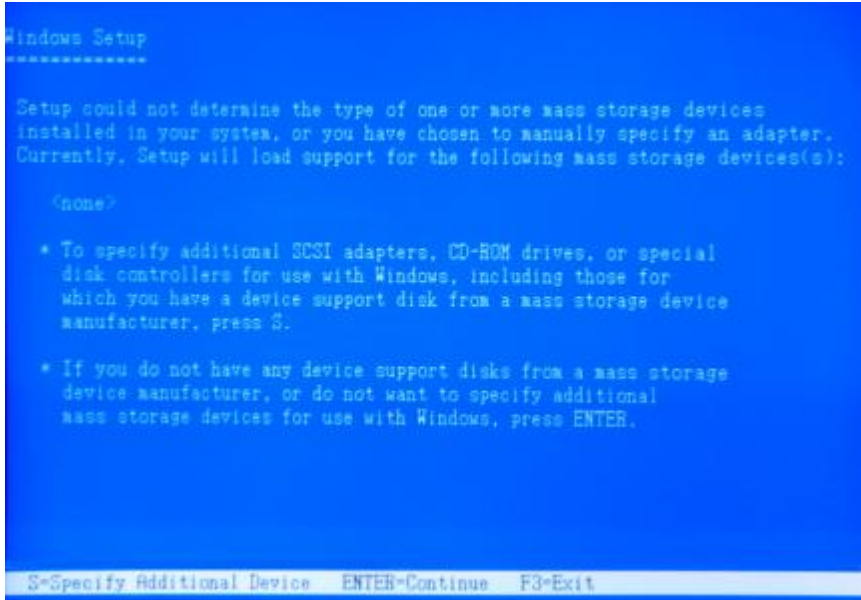 Windows Setup
=============
Setup could not determine the type of one or more mass storage devices
installed in your system, or you have chosen to manually specify an adapter.
Currently, Setup will load support for the following mass storage devices(s):
<none>
* To specify additional SCSI adapters, CD-ROM drives, or special
disk controllers for use with Windows, including those for
which you have a device support disk from a mass storage device
manufacturer, press S.
* If you do not have any device support disks from a mass storage
device manufacturer, or do not want to specify additional
mass storage devices for use with Windows, press ENTER.
S=Specify Additional Device ENTER=Continue F3=Exit